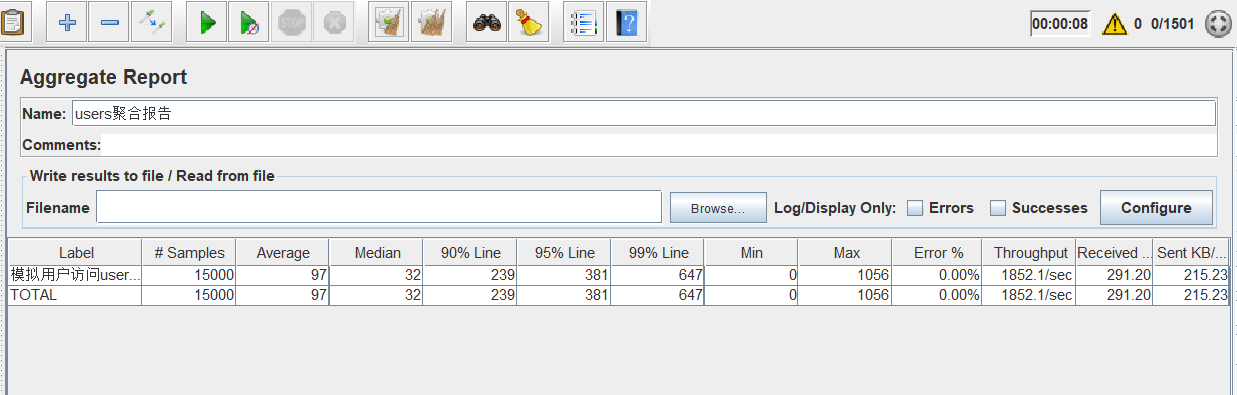 STOP
00:00:08 0 0/1501
Aggregate Report
Name: users聚合报告
Comments:
Write results to file / Read from file
Filename Browse... Log/Display Only: Errors Successes Configure
Label # Samples Average Median 90% Line 95% Line 99% Line Min Max Error % Throughput Received ... Sent KB/...
模拟用户访问user... 15000 97 32 239 381 647 0 1056 0.00% 1852.1/sec 291.20 215.23
TOTAL 15000 97 32 239 381 647 0 1056 0.00% 1852.1/sec 291.20 215.23